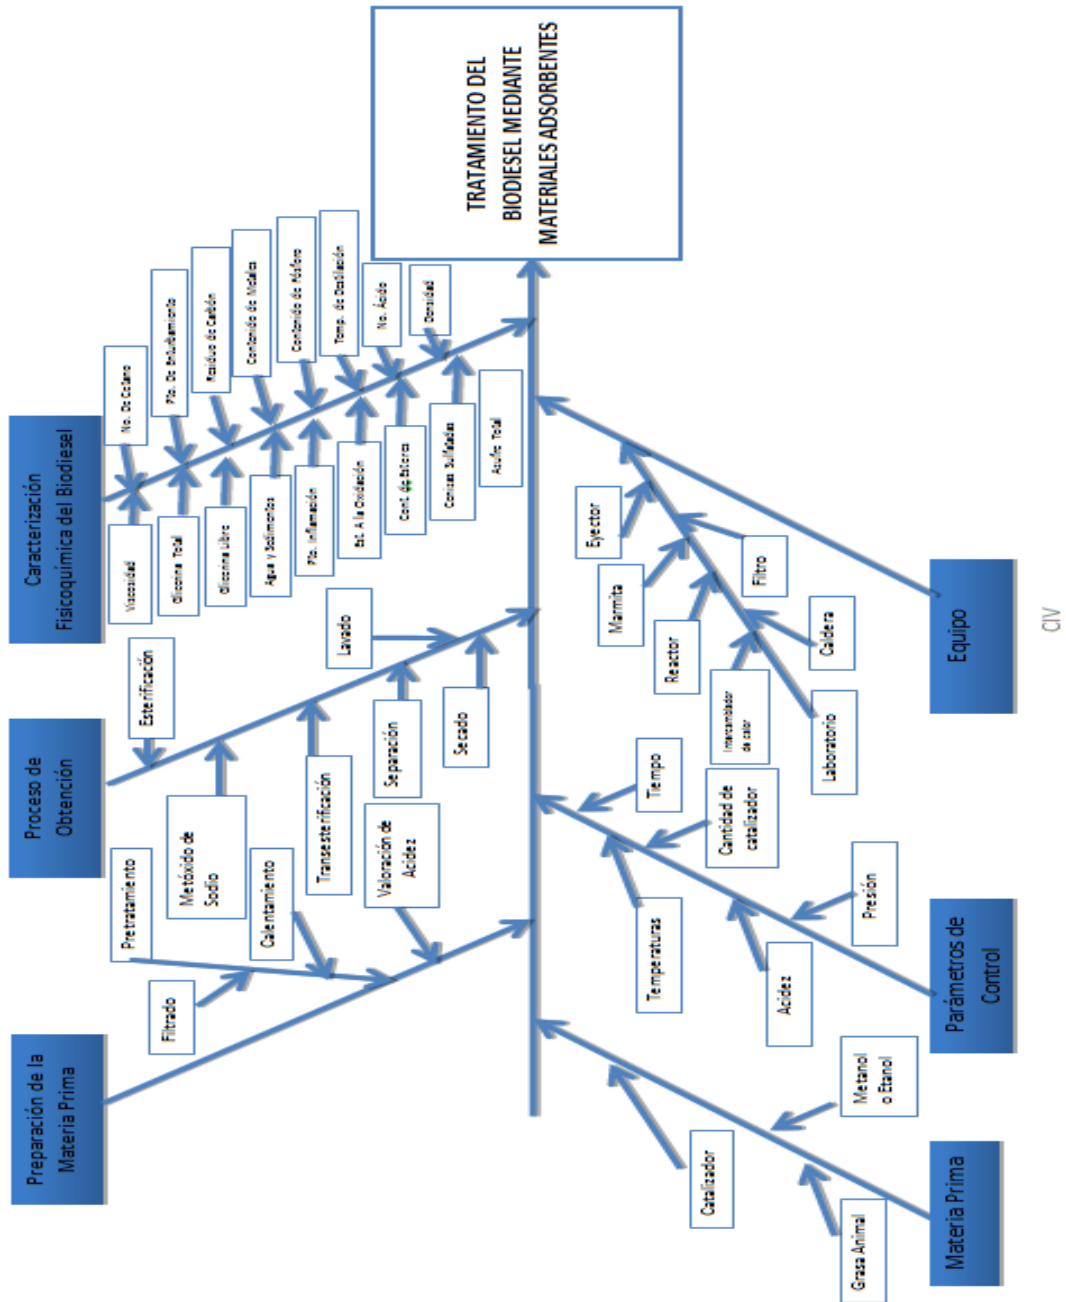 Preparación de la
Materia Prima
Filtrado
Pretratamiento
Calentamiento
Valoración de
Acidez
Proceso de
Obtención
Esterificación
Metóxido de
Sodio
Transesterificación
Separación
Lavado
Secado
Caracterización
Fisicoquímica del Biodiesel
Viscosidad
No. De Cetano
Glicerina Total
Pto. De Enturbamiento
Glicerina Libre
Residuo de Carbón
Agua y Sedimentos
Contenido de Metales
Pto. Inflamación
Contenido de Fósforo
Est. A la Oxidación
Temp. de Destilación
Cont. de Esteres
No. Ácido
Cenizas Sulfatadas
Densidad
Azufre Total
TRATAMIENTO DEL
BIODIESEL MEDIANTE
MATERIALES ADSORBENTES
Materia Prima
Grasa Animal
Metanol
o Etanol
Catalizador
Parámetros de
Control
Presión
Acidez
Cantidad de
catalizador
Temperaturas
Tiempo
Equipo
Laboratorio
Caldera
Intercambiador
de calor
Reactor
Filtro
Marmita
Eyector
CIV